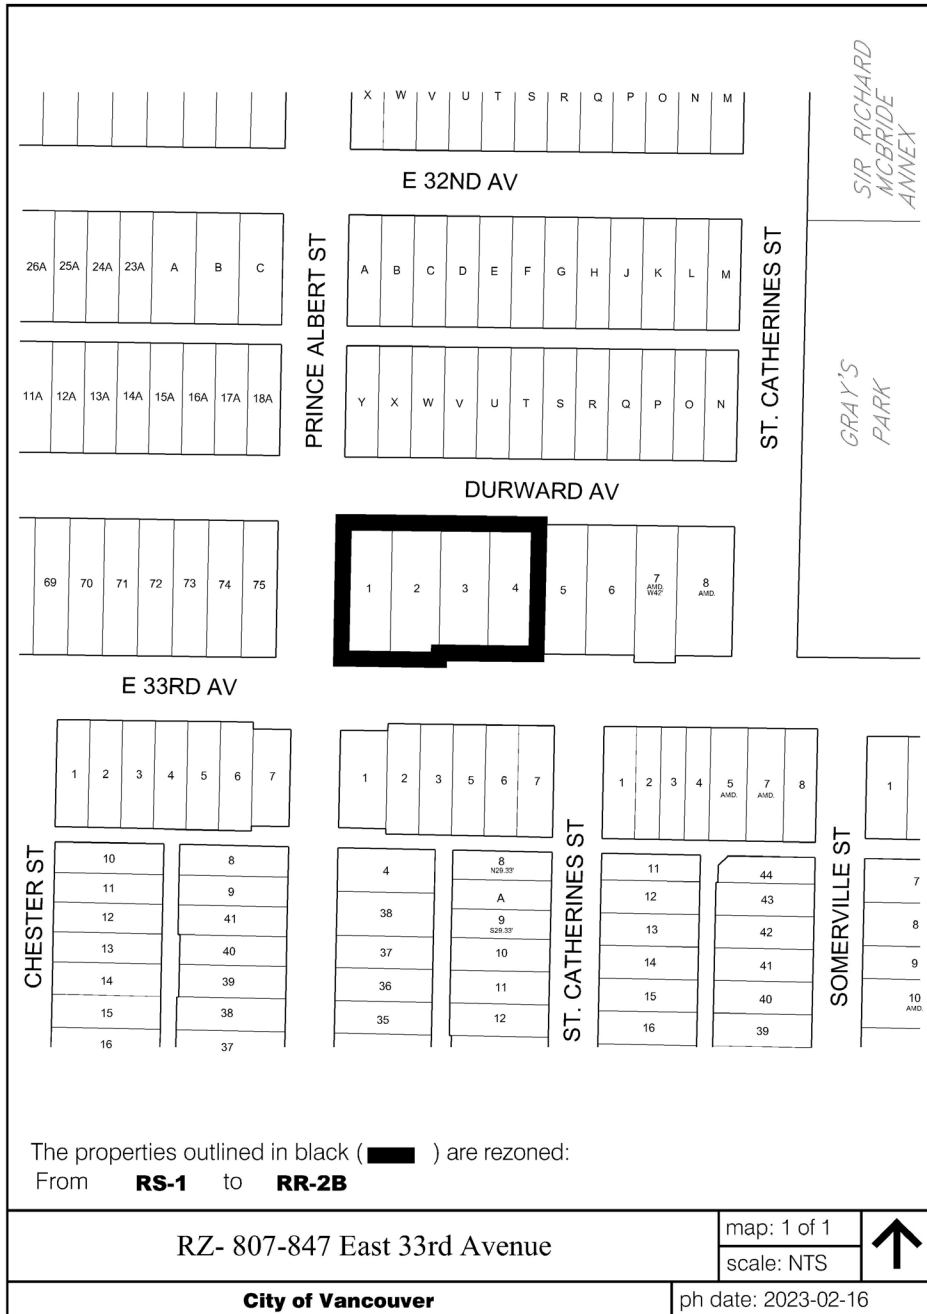 X W V U T S R Q P O N M
SIR RICHARD
MCBRIDE
ANNEX
E 32ND AV
26A 25A 24A 23A A B C
PRINCE ALBERT ST
A B C D E F G H J K L M
ST. CATHERINES ST
11A 12A 13A 14A 15A 16A 17A 18A
Y X W V U T S R Q P O N
GRAY'S
PARK
DURWARD AV
69 70 71 72 73 74 75
1 2 3 4 5 6
7
AMD.
W42'
8
AMD.
E 33RD AV
1 2 3 4 5 6 7
1 2 3 5 6 7
1 2 3 4
5
AMD.
7
AMD.
8
1
CHESTER ST
10
11
12
13
14
15
16
8
9
41
40
39
38
37
4
38
37
36
35
8
N29.33'
A
9
S29.33'
10
11
12
ST. CATHERINES ST
11
12
13
14
15
16
44
43
42
41
40
39
SOMERVILLE ST
7
8
9
10
AMD.
The properties outlined in black ( ) are rezoned:
From RS-1 to RR-2B
RZ- 807-847 East 33rd Avenue
map: 1 of 1
scale: NTS
City of Vancouver
ph date: 2023-02-16